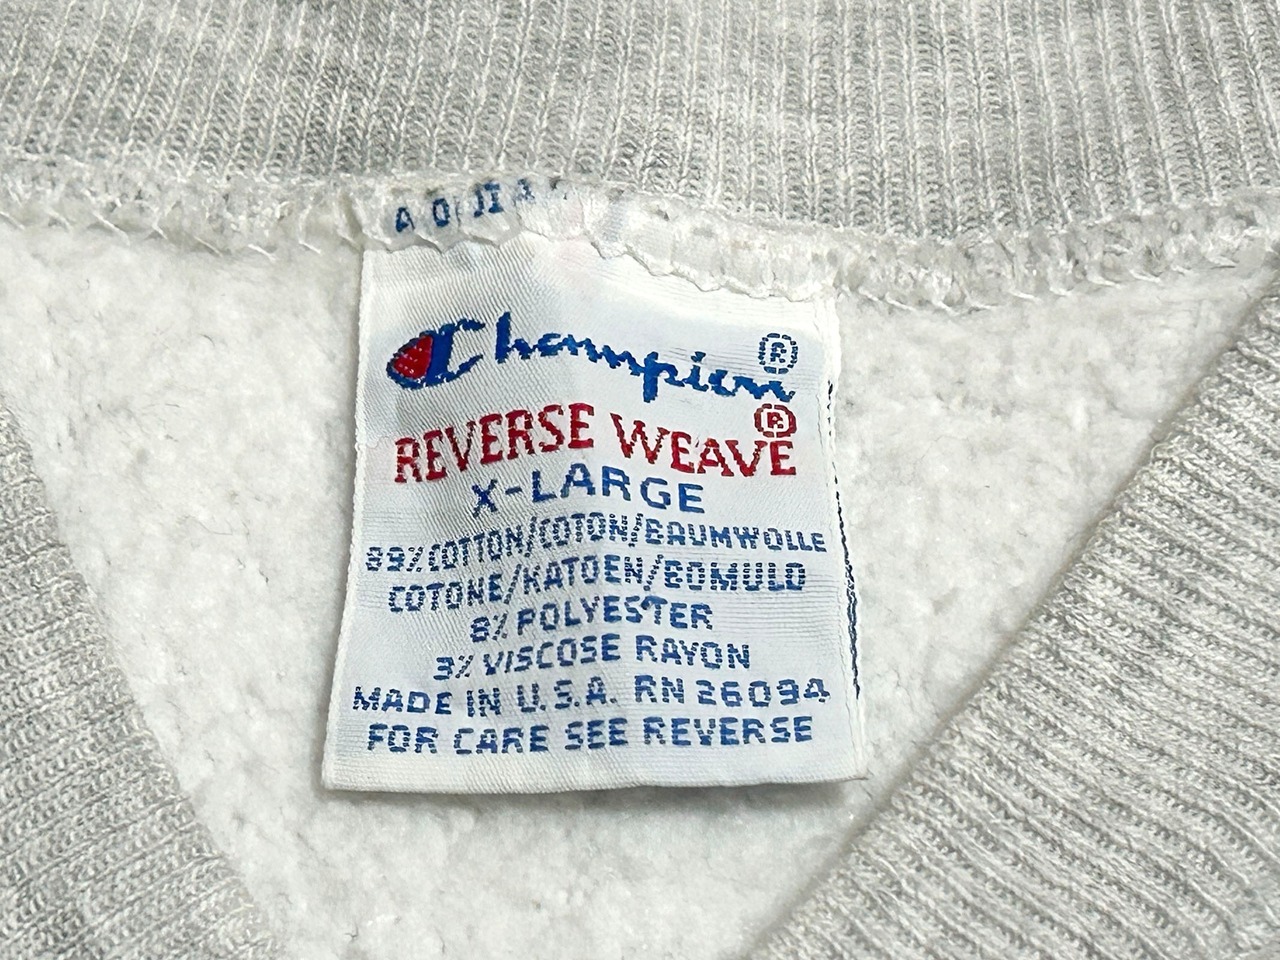 Champion®
REVERSE WEAVE®
X-LARGE
89%COTTON/COTON/BAUMWOLLE
COTONE/KATOEN/BOMULD
8% POLYESTER
3% VISCOSE RAYON
MADE IN U.S.A. RN 26094
FOR CARE SEE REVERSE